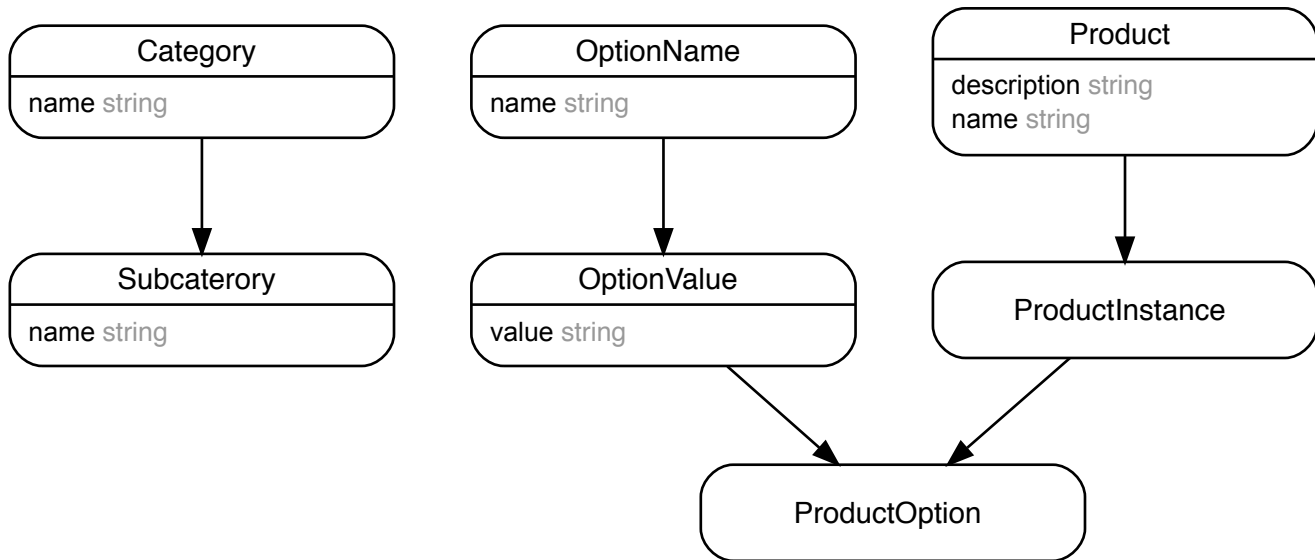 Category
name string
OptionName
name string
Product
description string
name string
Subcaterory
name string
OptionValue
value string
ProductInstance
ProductOption